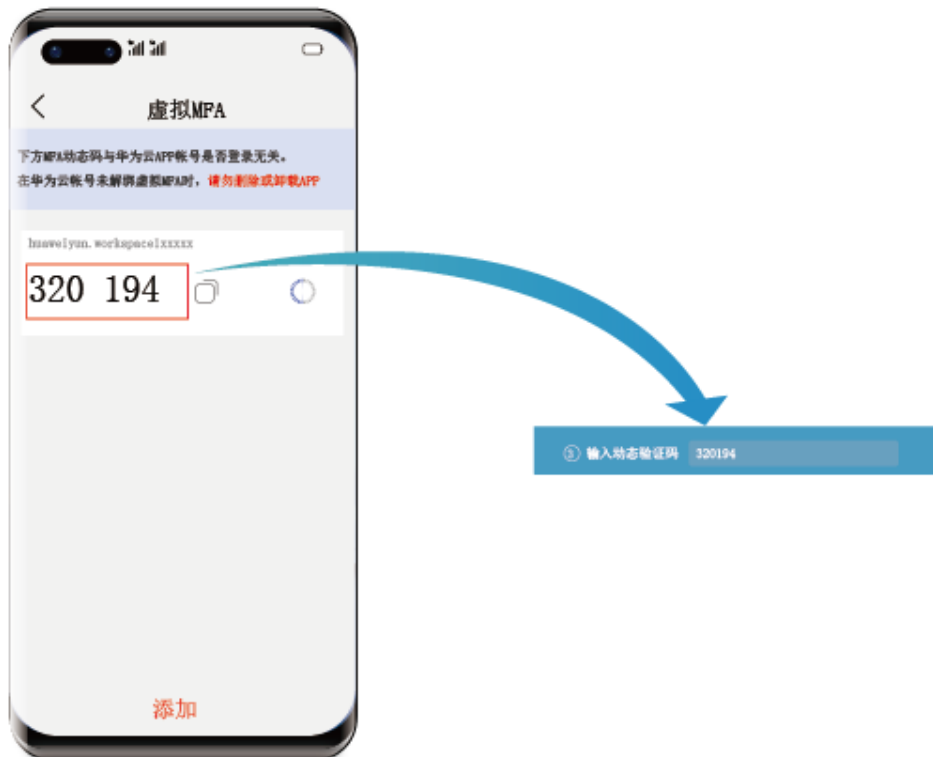 虚拟MFA
下方MFA动态码与华为云APP帐号是否登录无关。
在华为云帐号未解绑虚拟MFA时，请勿删除或卸载APP
huaweiyun.workspacelxxxxx
320 194
③ 输入动态验证码 320194
添加